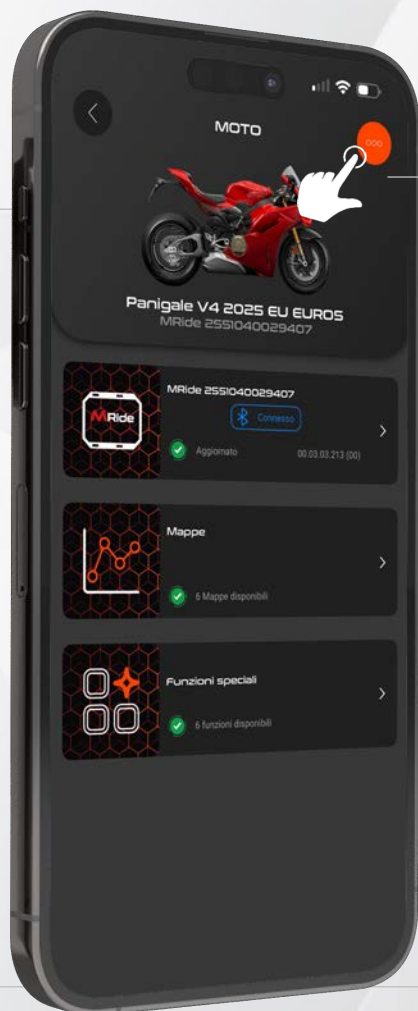 MOTO
Panigale V4 2025 EU EURO5
MRide 2551040029407
MRide
MRide 2551040029407
Connesso
Aggiornato 00.03.03.213 (00)
Mappe
6 Mappe disponibili
Funzioni speciali
6 funzioni disponibili